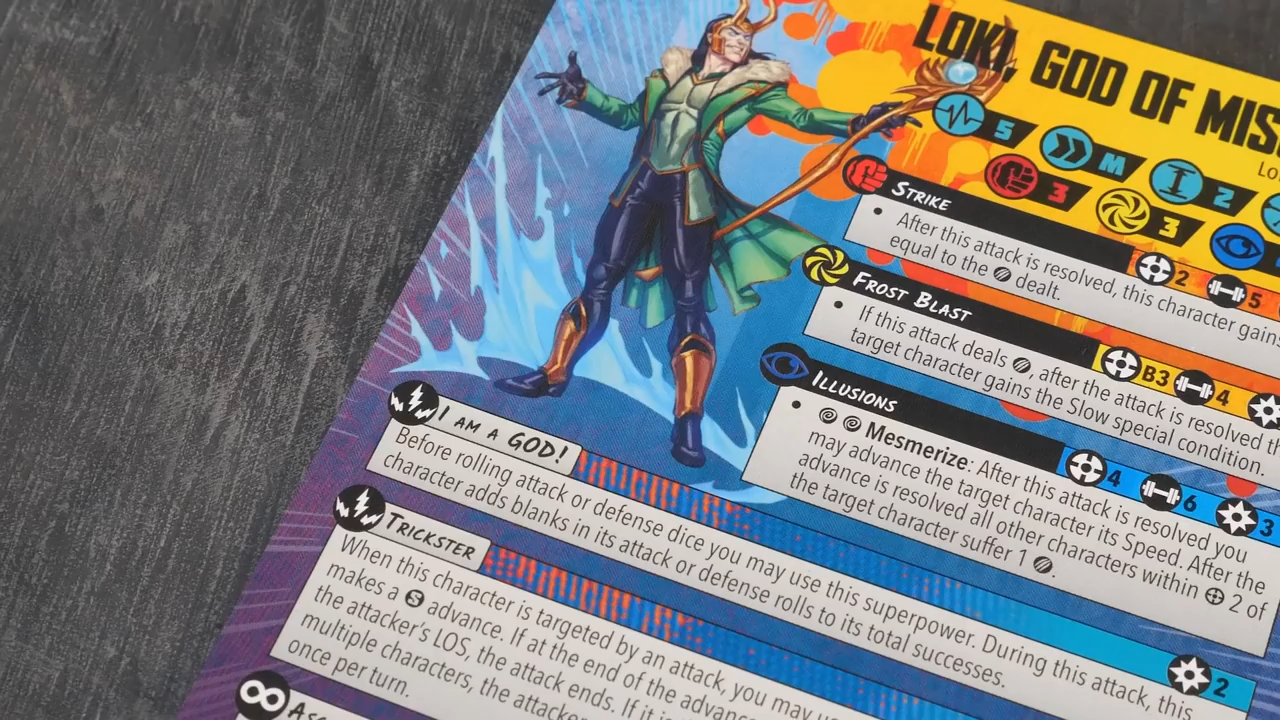 LOKI, GOD OF
5 M 2
3 3
STRIKE
2 5
After this attack is resolved, this character gains
equal to the dealt.
FROST BLAST
B3 4
If this attack deals , after the attack is resolved
target character gains the Slow special condition.
ILLUSIONS
4 6 3
Mesmerize: After this attack is resolved you
may advance the target character its Speed. After the
advance is resolved all other characters within 2 of
the target character suffer 1 .
I AM A GOD!
2
Before rolling attack or defense dice you may use this superpower. During this attack, this
character adds blanks in its attack or defense rolls to its total successes.
TRICKSTER
When this character is targeted by an attack, you may
makes a S advance. If at the end of the advance
the attacker's LOS, the attack ends. If it is
multiple characters, the attacker
once per turn.